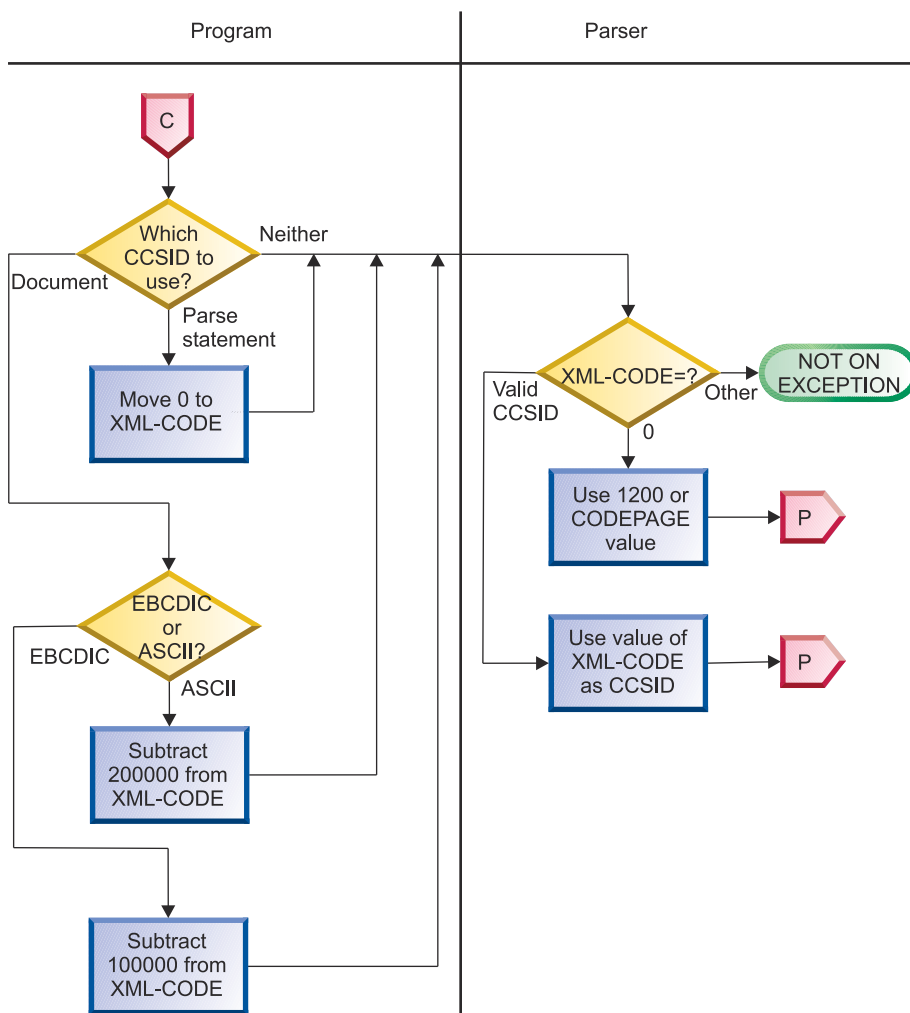 Program
Parser
C
Which
CCSID to
use?
Neither
Document
Parse
statement
Move 0 to
XML-CODE
EBCDIC
or
ASCII?
EBCDIC
ASCII
Subtract
200000 from
XML-CODE
Subtract
100000 from
XML-CODE
XML-CODE=?
Valid
CCSID
Other
NOT ON
EXCEPTION
0
Use 1200 or
CODEPAGE
value
P
Use value of
XML-CODE
as CCSID
P